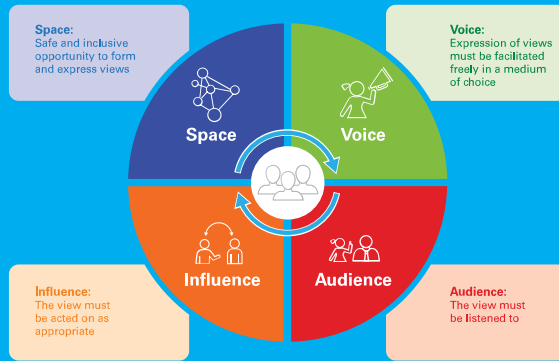 Space:
Safe and inclusive
opportunity to form
and express views
Voice:
Expression of views
must be facilitated
freely in a medium
of choice
Space
Voice
Influence
Audience
Influence:
The view must
be acted on as
appropriate
Audience:
The view must
be listened to